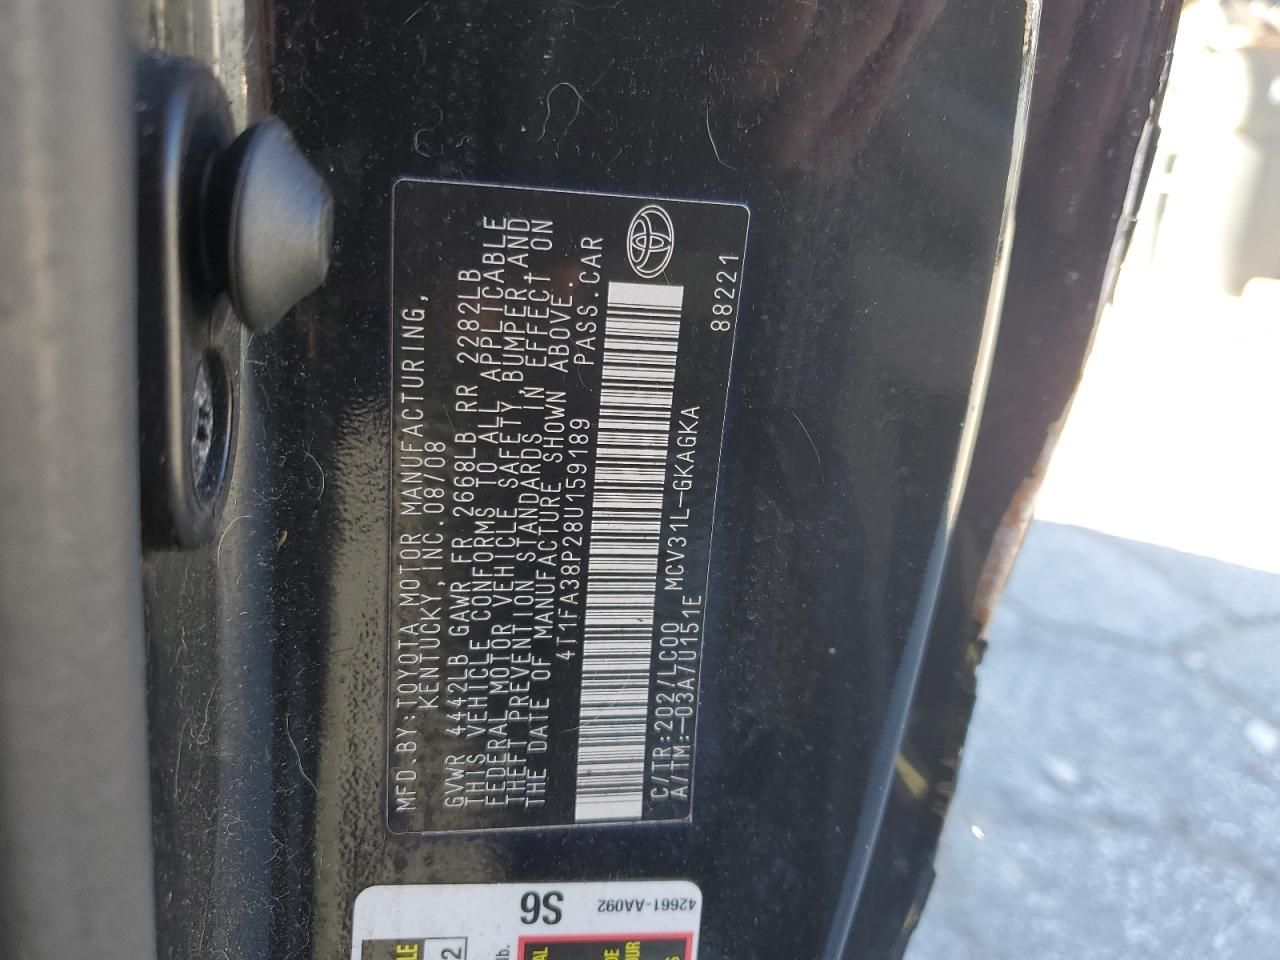 MFD.BY:TOYOTA MOTOR MANUFACTURING,
KENTUCKY, INC.08/08
GVWR 4442LB GAWR FR 2668LB RR 2282LB
THIS VEHICLE CONFORMS TO ALL APPLICABLE
FEDERAL MOTOR VEHICLE SAFETY, BUMPER, AND
THEFT PREVENTION STANDARDS IN EFFECT ON
THE DATE OF MANUFACTURE SHOWN ABOVE.
4T1FA38P28U159189 PASS.CAR
C/TR:202/LC00 MCV31L-GKAGKA
A/TM:-03A/U151E 88221
S6
42661-AA092